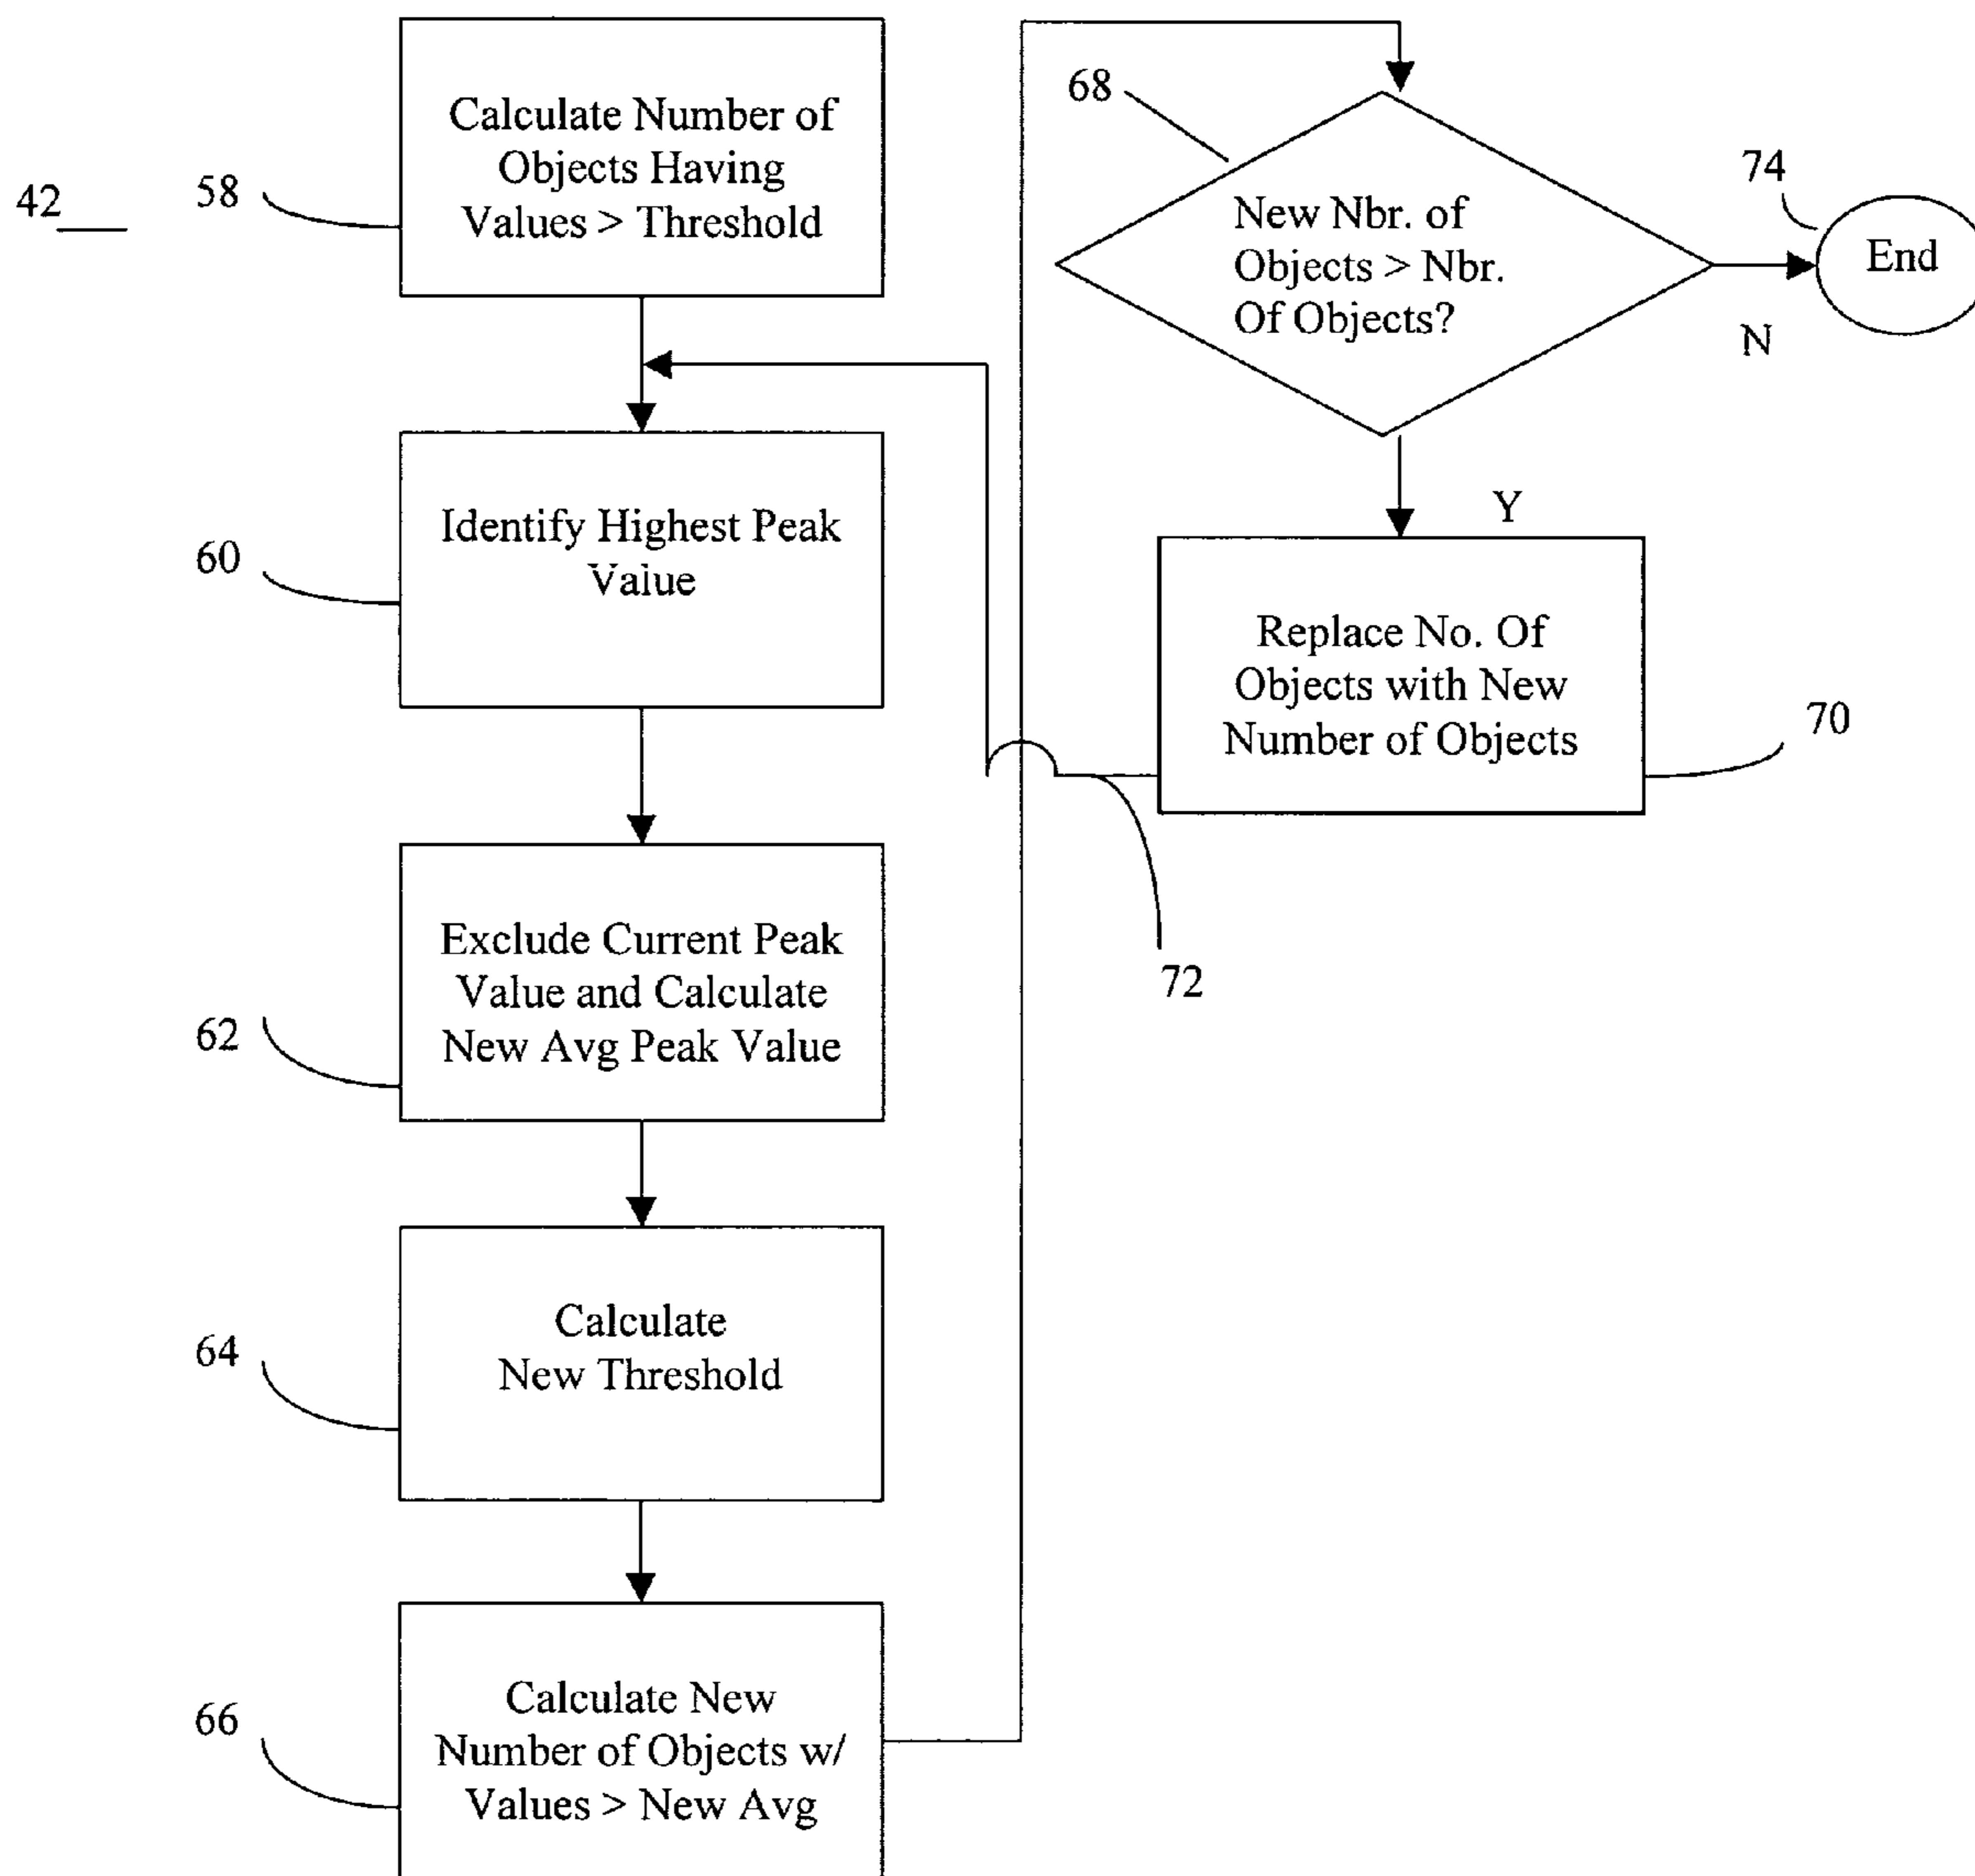 42
58
Calculate Number of
Objects Having
Values > Threshold
60
Identify Highest Peak
Value
62
Exclude Current Peak
Value and Calculate
New Avg Peak Value
64
Calculate
New Threshold
66
Calculate New
Number of Objects w/
Values > New Avg
68
New Nbr. of
Objects > Nbr.
Of Objects?
74
End
N
Y
Replace No. Of
Objects with New
Number of Objects
70
72